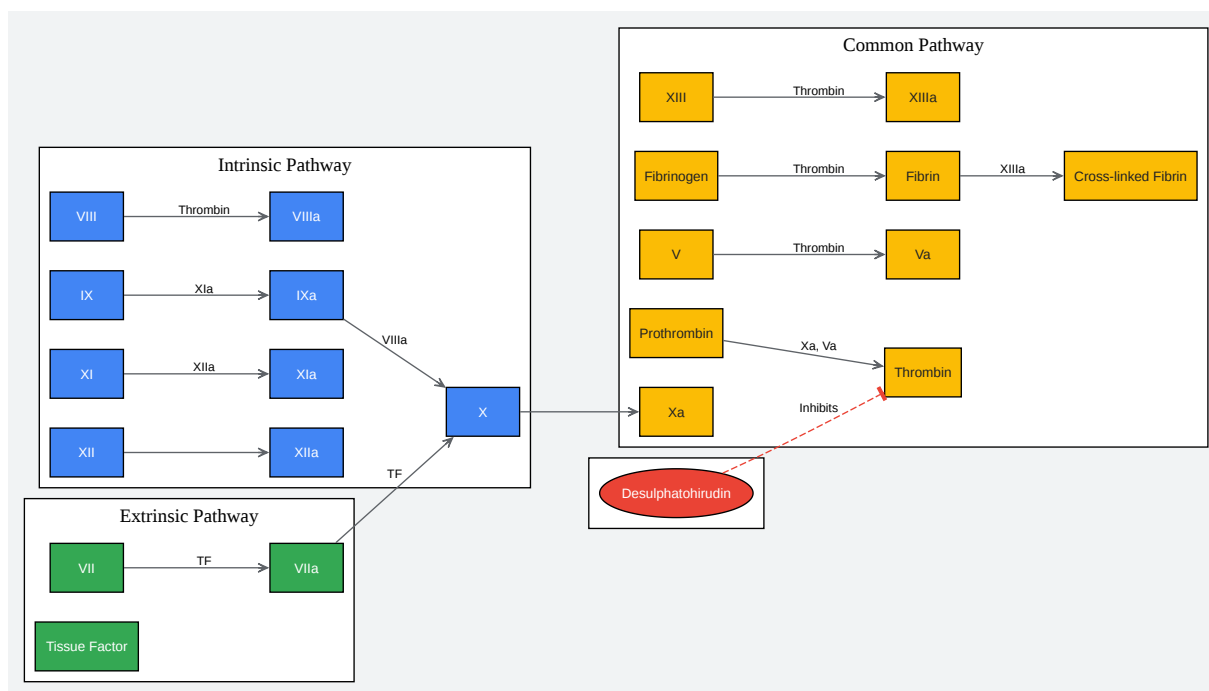 Common Pathway
XIII
Thrombin
XIIIa
Fibrinogen
Thrombin
Fibrin
XIIIa
Cross-linked Fibrin
V
Thrombin
Va
Prothrombin
Xa, Va
Thrombin
Xa
Inhibits
Desulphatohirudin
Intrinsic Pathway
VIII
Thrombin
VIIIa
IX
XIa
IXa
VIIIa
XI
XIIa
XIa
X
XII
XIIa
TF
Extrinsic Pathway
VII
TF
VIIa
Tissue Factor